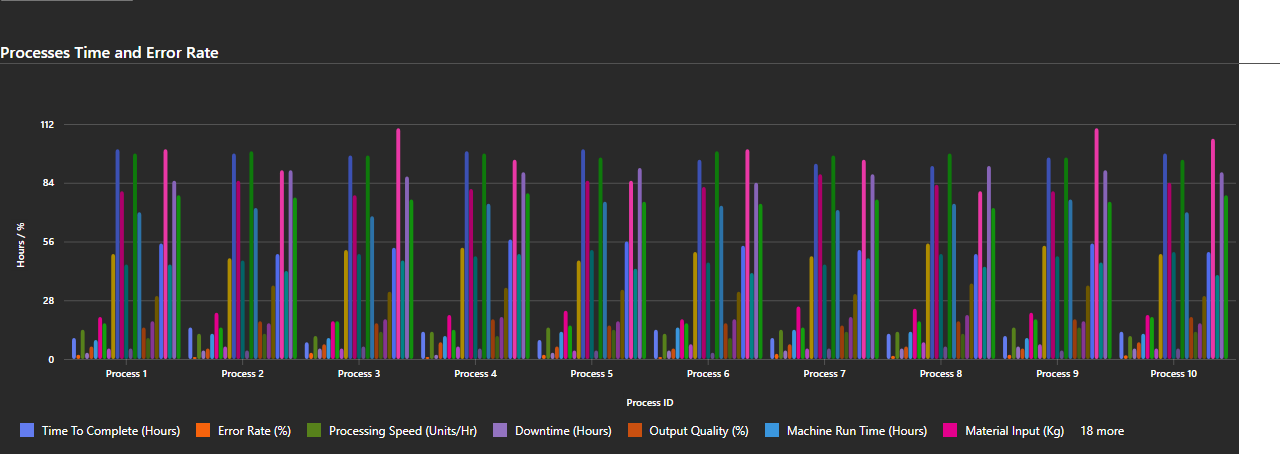 Processes Time and Error Rate
112
84
56
28
0
Hours / %
Process 1 Process 2 Process 3 Process 4 Process 5 Process 6 Process 7 Process 8 Process 9 Process 10
Process ID
Time To Complete (Hours) Error Rate (%) Processing Speed (Units/Hr) Downtime (Hours) Output Quality (%) Machine Run Time (Hours) Material Input (Kg) 18 more